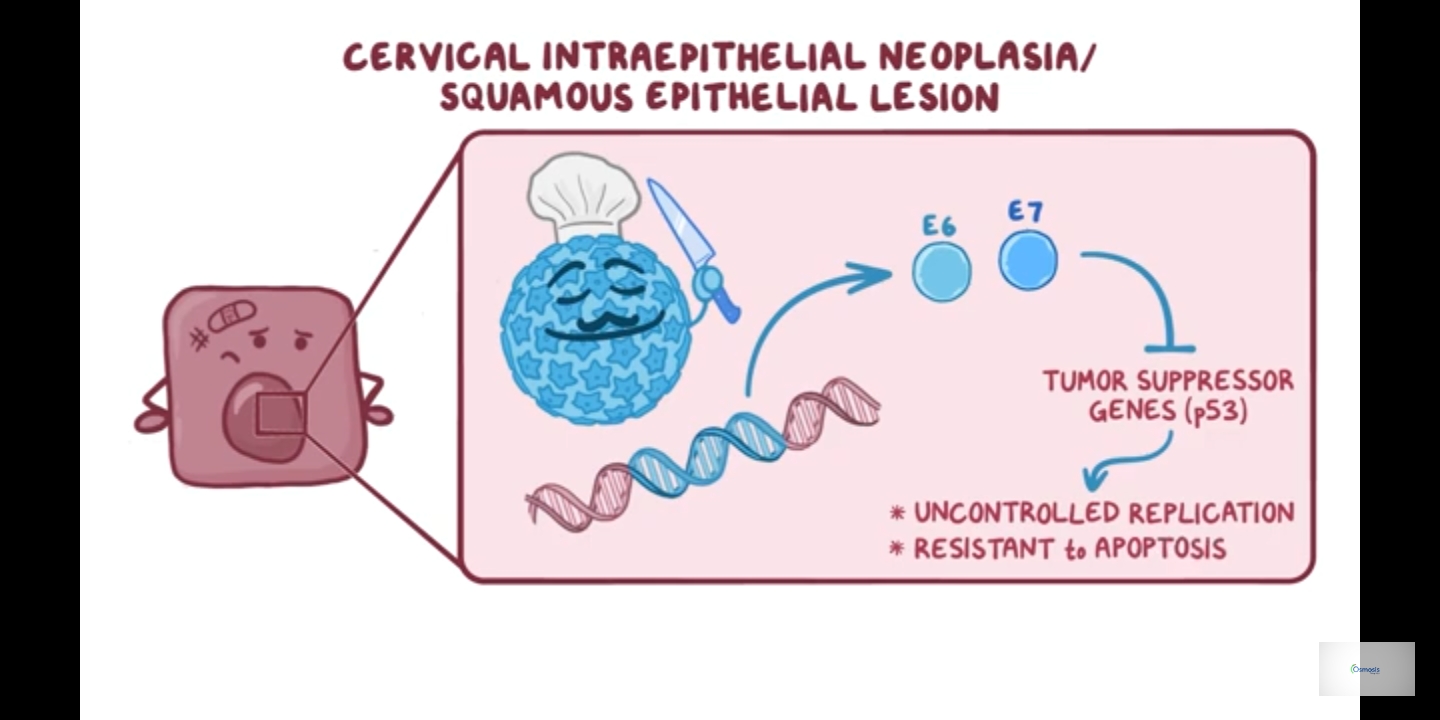 CERVICAL INTRAEPITHELIAL NEOPLASIA/
SQUAMOUS EPITHELIAL LESION
E6
E7
TUMOR SUPPRESSOR
GENES (p53)
* UNCONTROLLED REPLICATION
* RESISTANT to APOPTOSIS
Osmosis